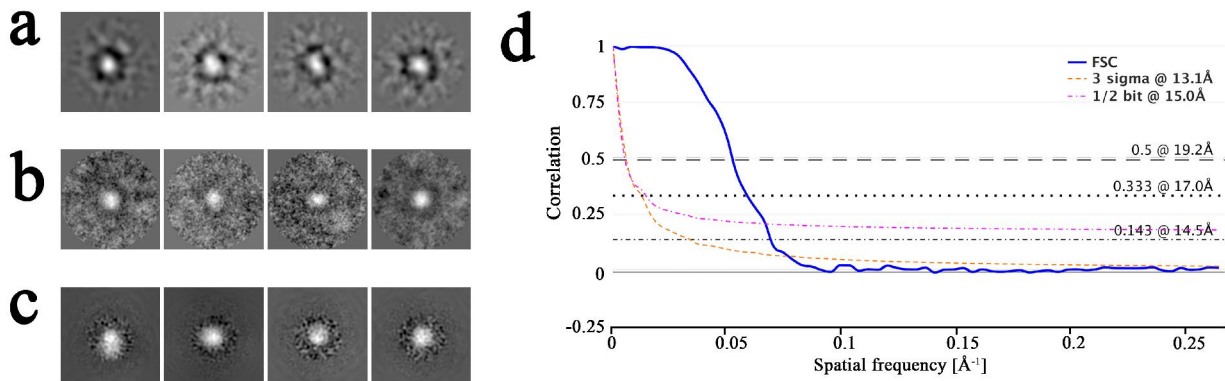 a
b
c
d
Correlation
1
0.75
0.5
0.25
0
-0.25
FSC
3 sigma @ 13.1Å
1/2 bit @ 15.0Å
0.5 @ 19.2Å
0.333 @ 17.0Å
0.143 @ 14.5Å
0 0.05 0.1 0.15 0.2 0.25
Spatial frequency [Å⁻¹]